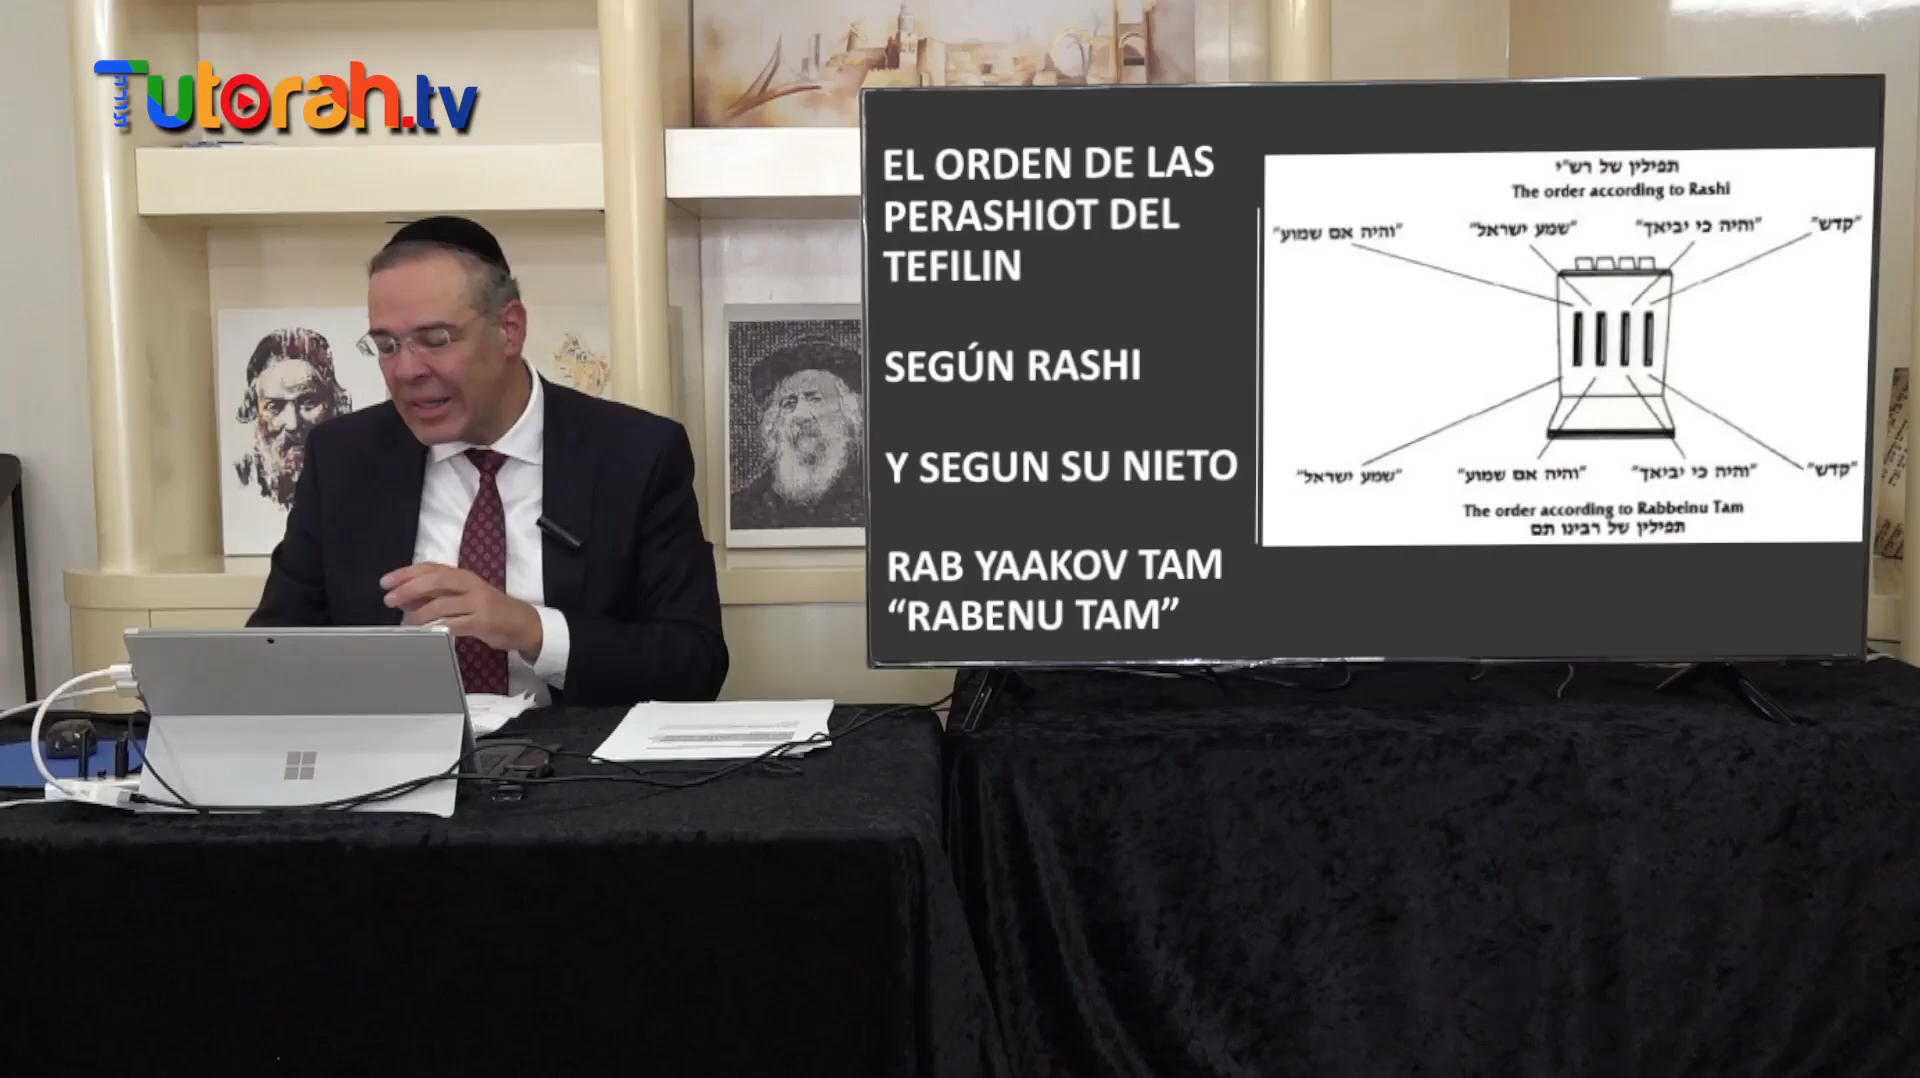 Tutorah.tv
EL ORDEN DE LAS
PERASHIOT DEL
TEFILIN
SEGÚN RASHI
Y SEGUN SU NIETO
RAB YAAKOV TAM
“RABENU TAM”
תפילין של רש"י
The order according to Rashi
"והיה אם שמוע" "שמע ישראל" "והיה כי יביאך" "קדש"
"שמע ישראל" "והיה אם שמוע" "והיה כי יביאך" "קדש"
The order according to Rabbeinu Tam
תפילין של רבינו תם